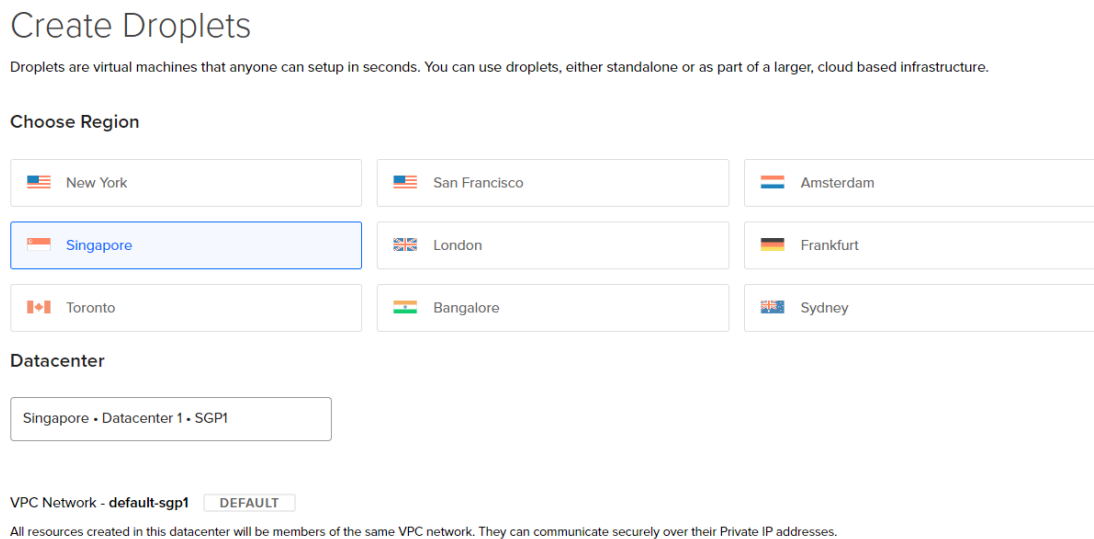 Create Droplets
Droplets are virtual machines that anyone can setup in seconds. You can use droplets, either standalone or as part of a larger, cloud based infrastructure.
Choose Region
New York
San Francisco
Amsterdam
Singapore
London
Frankfurt
Toronto
Bangalore
Sydney
Datacenter
Singapore • Datacenter 1 • SGP1
VPC Network - default-sgp1 DEFAULT
All resources created in this datacenter will be members of the same VPC network. They can communicate securely over their Private IP addresses.